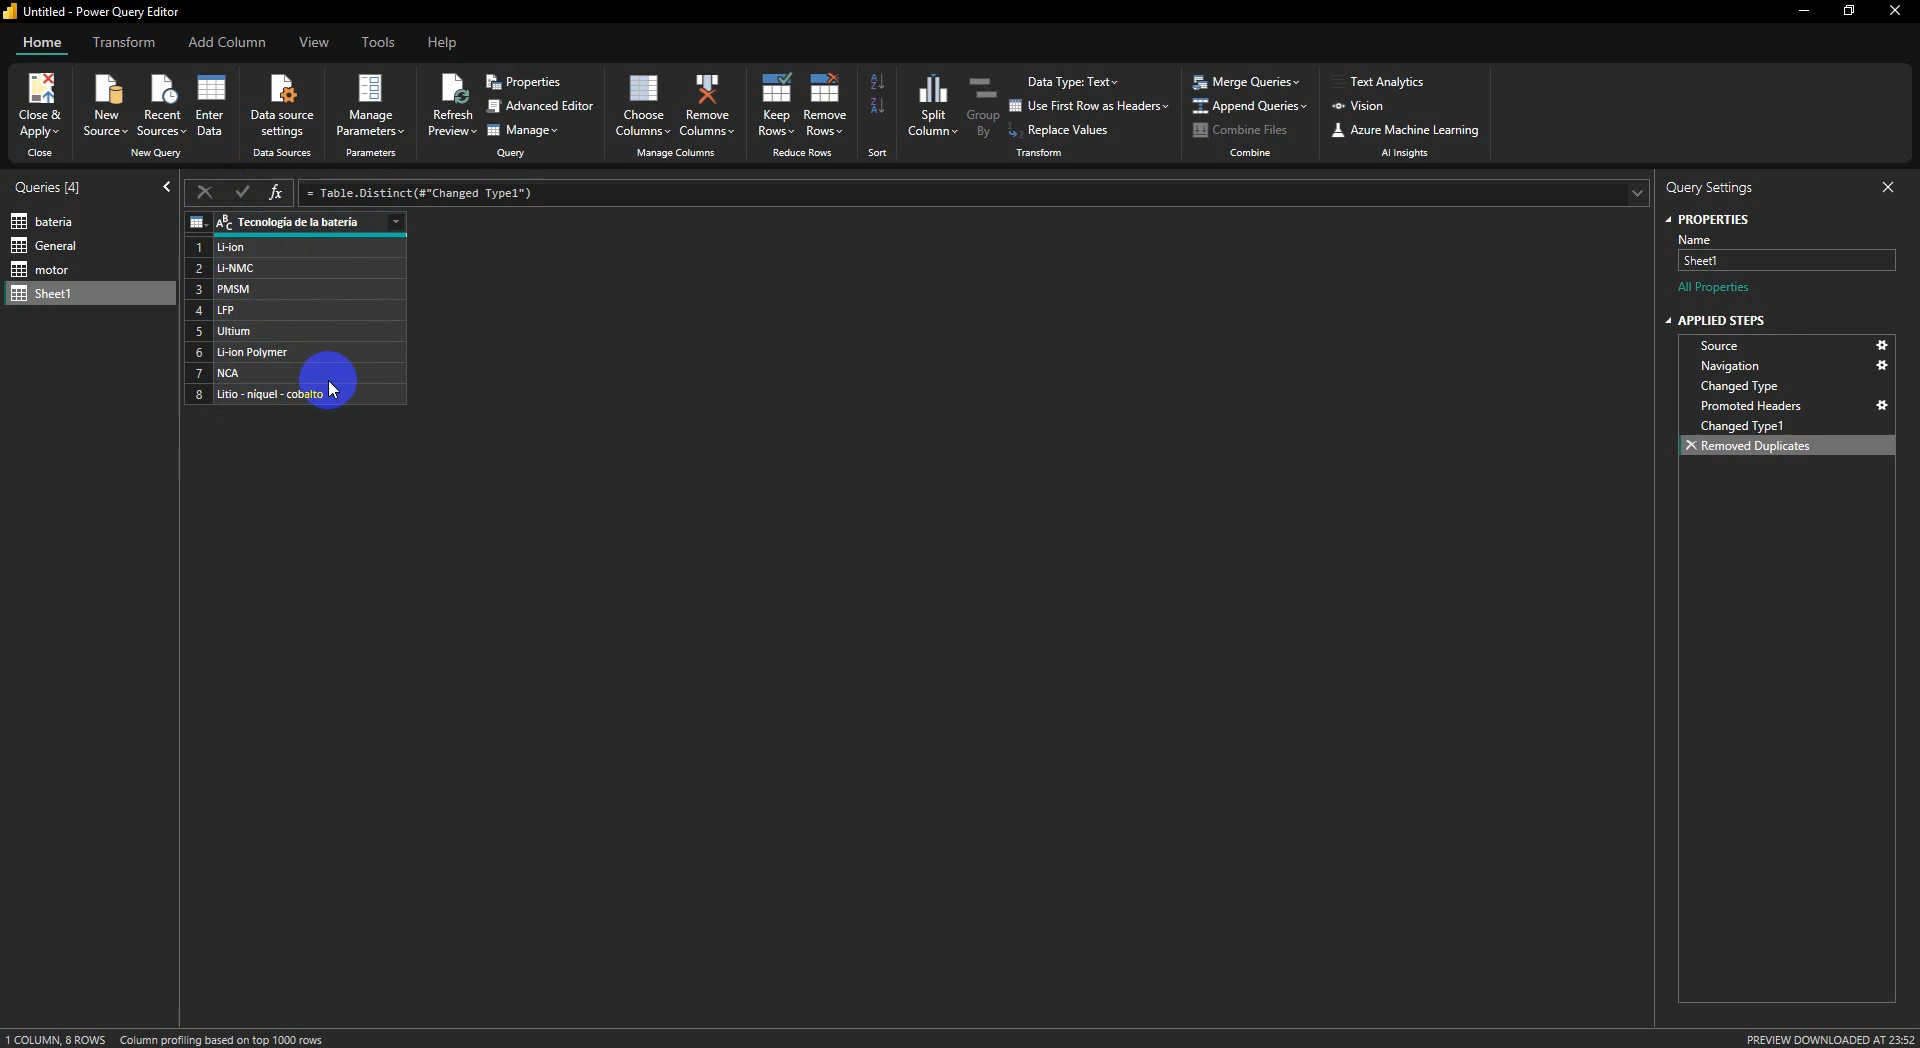 Untitled - Power Query Editor
Home Transform Add Column View Tools Help
Close & Apply
Close
New Source
Recent Sources
Enter Data
New Query
Data source settings
Data Sources
Manage Parameters
Parameters
Refresh Preview
Properties
Advanced Editor
Manage
Query
Choose Columns
Remove Columns
Manage Columns
Keep Rows
Remove Rows
Reduce Rows
Sort
Split Column
Group By
Data Type: Text
Use First Row as Headers
Replace Values
Transform
Merge Queries
Append Queries
Combine Files
Combine
Text Analytics
Vision
Azure Machine Learning
AI Insights
Queries [4]
bateria
General
motor
Sheet1
fx
= Table.Distinct(#"Changed Type1")
ABC Tecnología de la batería
1 Li-ion
2 Li-NMC
3 PMSM
4 LFP
5 Ultium
6 Li-ion Polymer
7 NCA
8 Litio - níquel - cobalto
Query Settings
PROPERTIES
Name
Sheet1
All Properties
APPLIED STEPS
Source
Navigation
Changed Type
Promoted Headers
Changed Type1
Removed Duplicates
1 COLUMN, 8 ROWS Column profiling based on top 1000 rows
PREVIEW DOWNLOADED AT 23:52